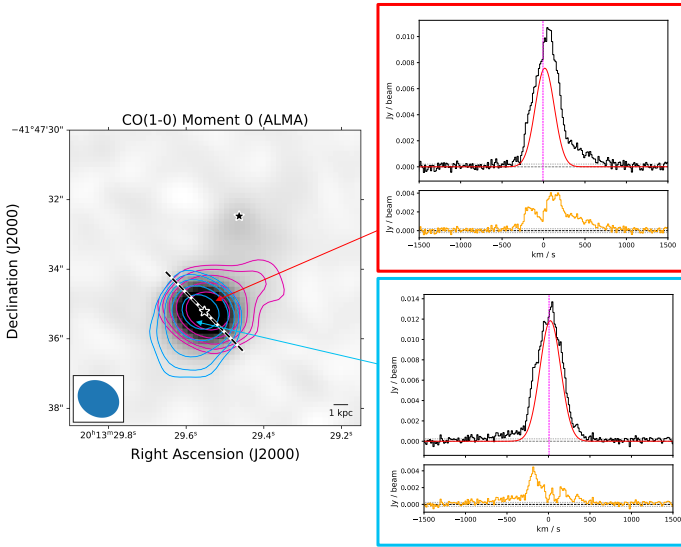 CO(1-0) Moment 0 (ALMA)
−41°47'30"
32"
34"
36"
38"
Declination (J2000)
1 kpc
20ʰ13ᵐ29.8ˢ
29.6ˢ
29.4ˢ
29.2ˢ
Right Ascension (J2000)
0.010
0.008
0.006
0.004
0.002
0.000
Jy / beam
0.004
0.002
0.000
Jy / beam
−1500 −1000 −500 0 500 1000 1500
km / s
0.014
0.012
0.010
0.008
0.006
0.004
0.002
0.000
Jy / beam
0.004
0.002
0.000
Jy / beam
−1500 −1000 −500 0 500 1000 1500
km / s